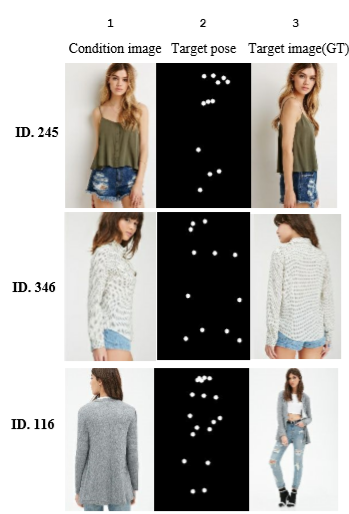 1 2 3
Condition image Target pose Target image(GT)
ID. 245
ID. 346
ID. 116